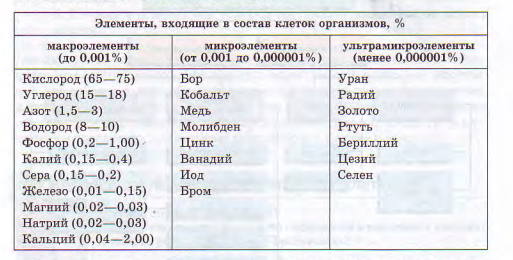 Элементы, входящие в состав клеток организмов, %
макроэлементы
(до 0,001%)
микроэлементы
(от 0,001 до 0,000001%)
ультрамикроэлементы
(менее 0,000001%)
Кислород (65—75)
Углерод (15—18)
Азот (1,5—3)
Водород (8—10)
Фосфор (0,2—1,00)
Калий (0,15—0,4)
Сера (0,15—0,2)
Железо (0,01—0,15)
Магний (0,02—0,03)
Натрий (0,02—0,03)
Кальций (0,04—2,00)
Бор
Кобальт
Медь
Молибден
Цинк
Ванадий
Иод
Бром
Уран
Радий
Золото
Ртуть
Бериллий
Цезий
Селен